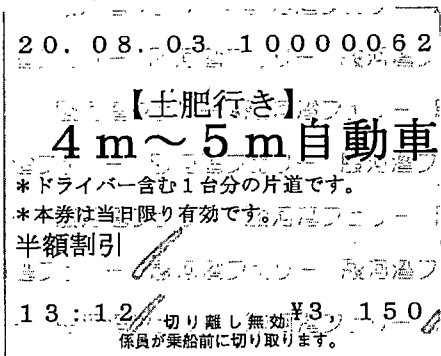 20.08.03 10000062
【土肥行き】
4m～5m自動車
*ドライバー含む1台分の片道です。
*本券は当日限り有効です。
半額割引
13:12 切り離し無効 ¥3,150
係員が乗船前に切り取ります。